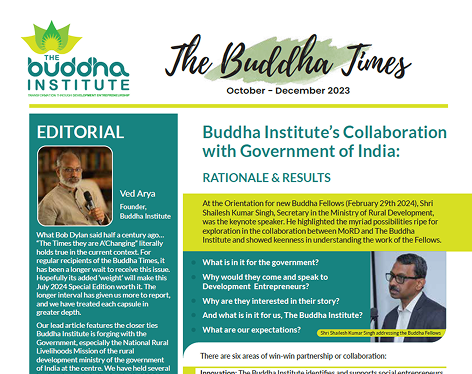 THE
buddha
INSTITUTE
The Buddha Times
October - December 2023
EDITORIAL
Ved Arya
Founder,
Buddha Institute
What Bob Dylan said half a century ago...
“The Times they are A’Changing” literally
holds true in the current context. For
regular recipients of the Buddha Times, it
has been a longer wait to receive this issue.
Hopefully its added ‘weight’ will make this
July 2024 Special Edition worth it. The
longer interval has given us more to report,
and we have treated each capsule in
greater depth.
Our lead article features the closer ties
Buddha Institute is forging with the
Government, especially the National Rural
Livelihoods Mission of the rural
development ministry of the government
of India at the centre. We have held several
Buddha Institute’s Collaboration
with Government of India:
RATIONALE & RESULTS
At the Orientation for new Buddha Fellows (February 29th 2024), Shri
Shailesh Kumar Singh, Secretary in the Ministry of Rural Development,
was the keynote speaker. He highlighted the myriad possibilities ripe for
exploration in the collaboration between MoRD and The Buddha
Institute and showed keenness in understanding the work of the Fellows.
What is in it for the government?
Why would they come and speak to
Development Entrepreneurs?
Why are they interested in their story?
And what is in it for us, The Buddha Institute?
What are our expectations?
Shri Shailesh Kumar Singh addressing the Buddha Fellows
There are six areas of win-win partnership or collaboration:
Innovation: The Buddha Institute identifies and supports social entrepreneurs